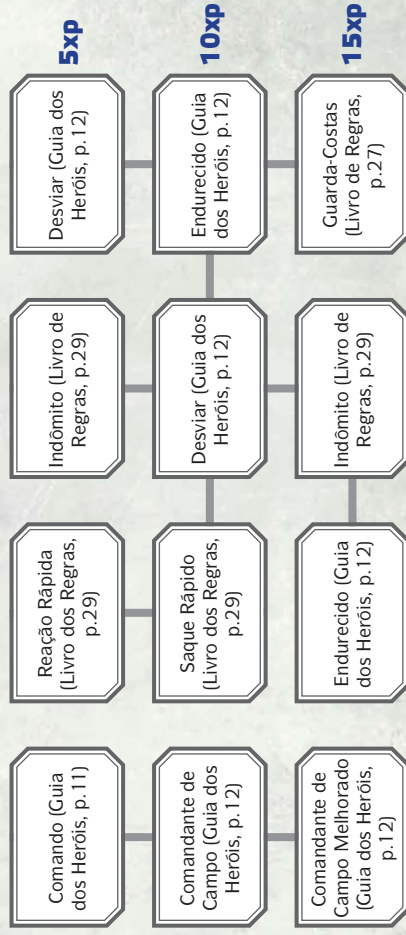 Comando (Guia
dos Heróis, p.11)
Reação Rápida
(Livro dos Regras,
p.29)
Indômito (Livro de
Regras, p.29)
Desviar (Guia dos
Heróis, p.12)
5xp
Comandante de
Campo (Guia dos
Heróis, p.12)
Saque Rápido
(Livro dos Regras,
p.29)
Desviar (Guia dos
Heróis, p.12)
Endurecido (Guia
dos Heróis, p.12)
10xp
Comandante de
Campo Melhorado
(Guia dos Heróis,
p.12)
Endurecido (Guia
dos Heróis, p.12)
Indômito (Livro de
Regras, p.29)
Guarda-Costas
(Livro de Regras,
p.27)
15xp